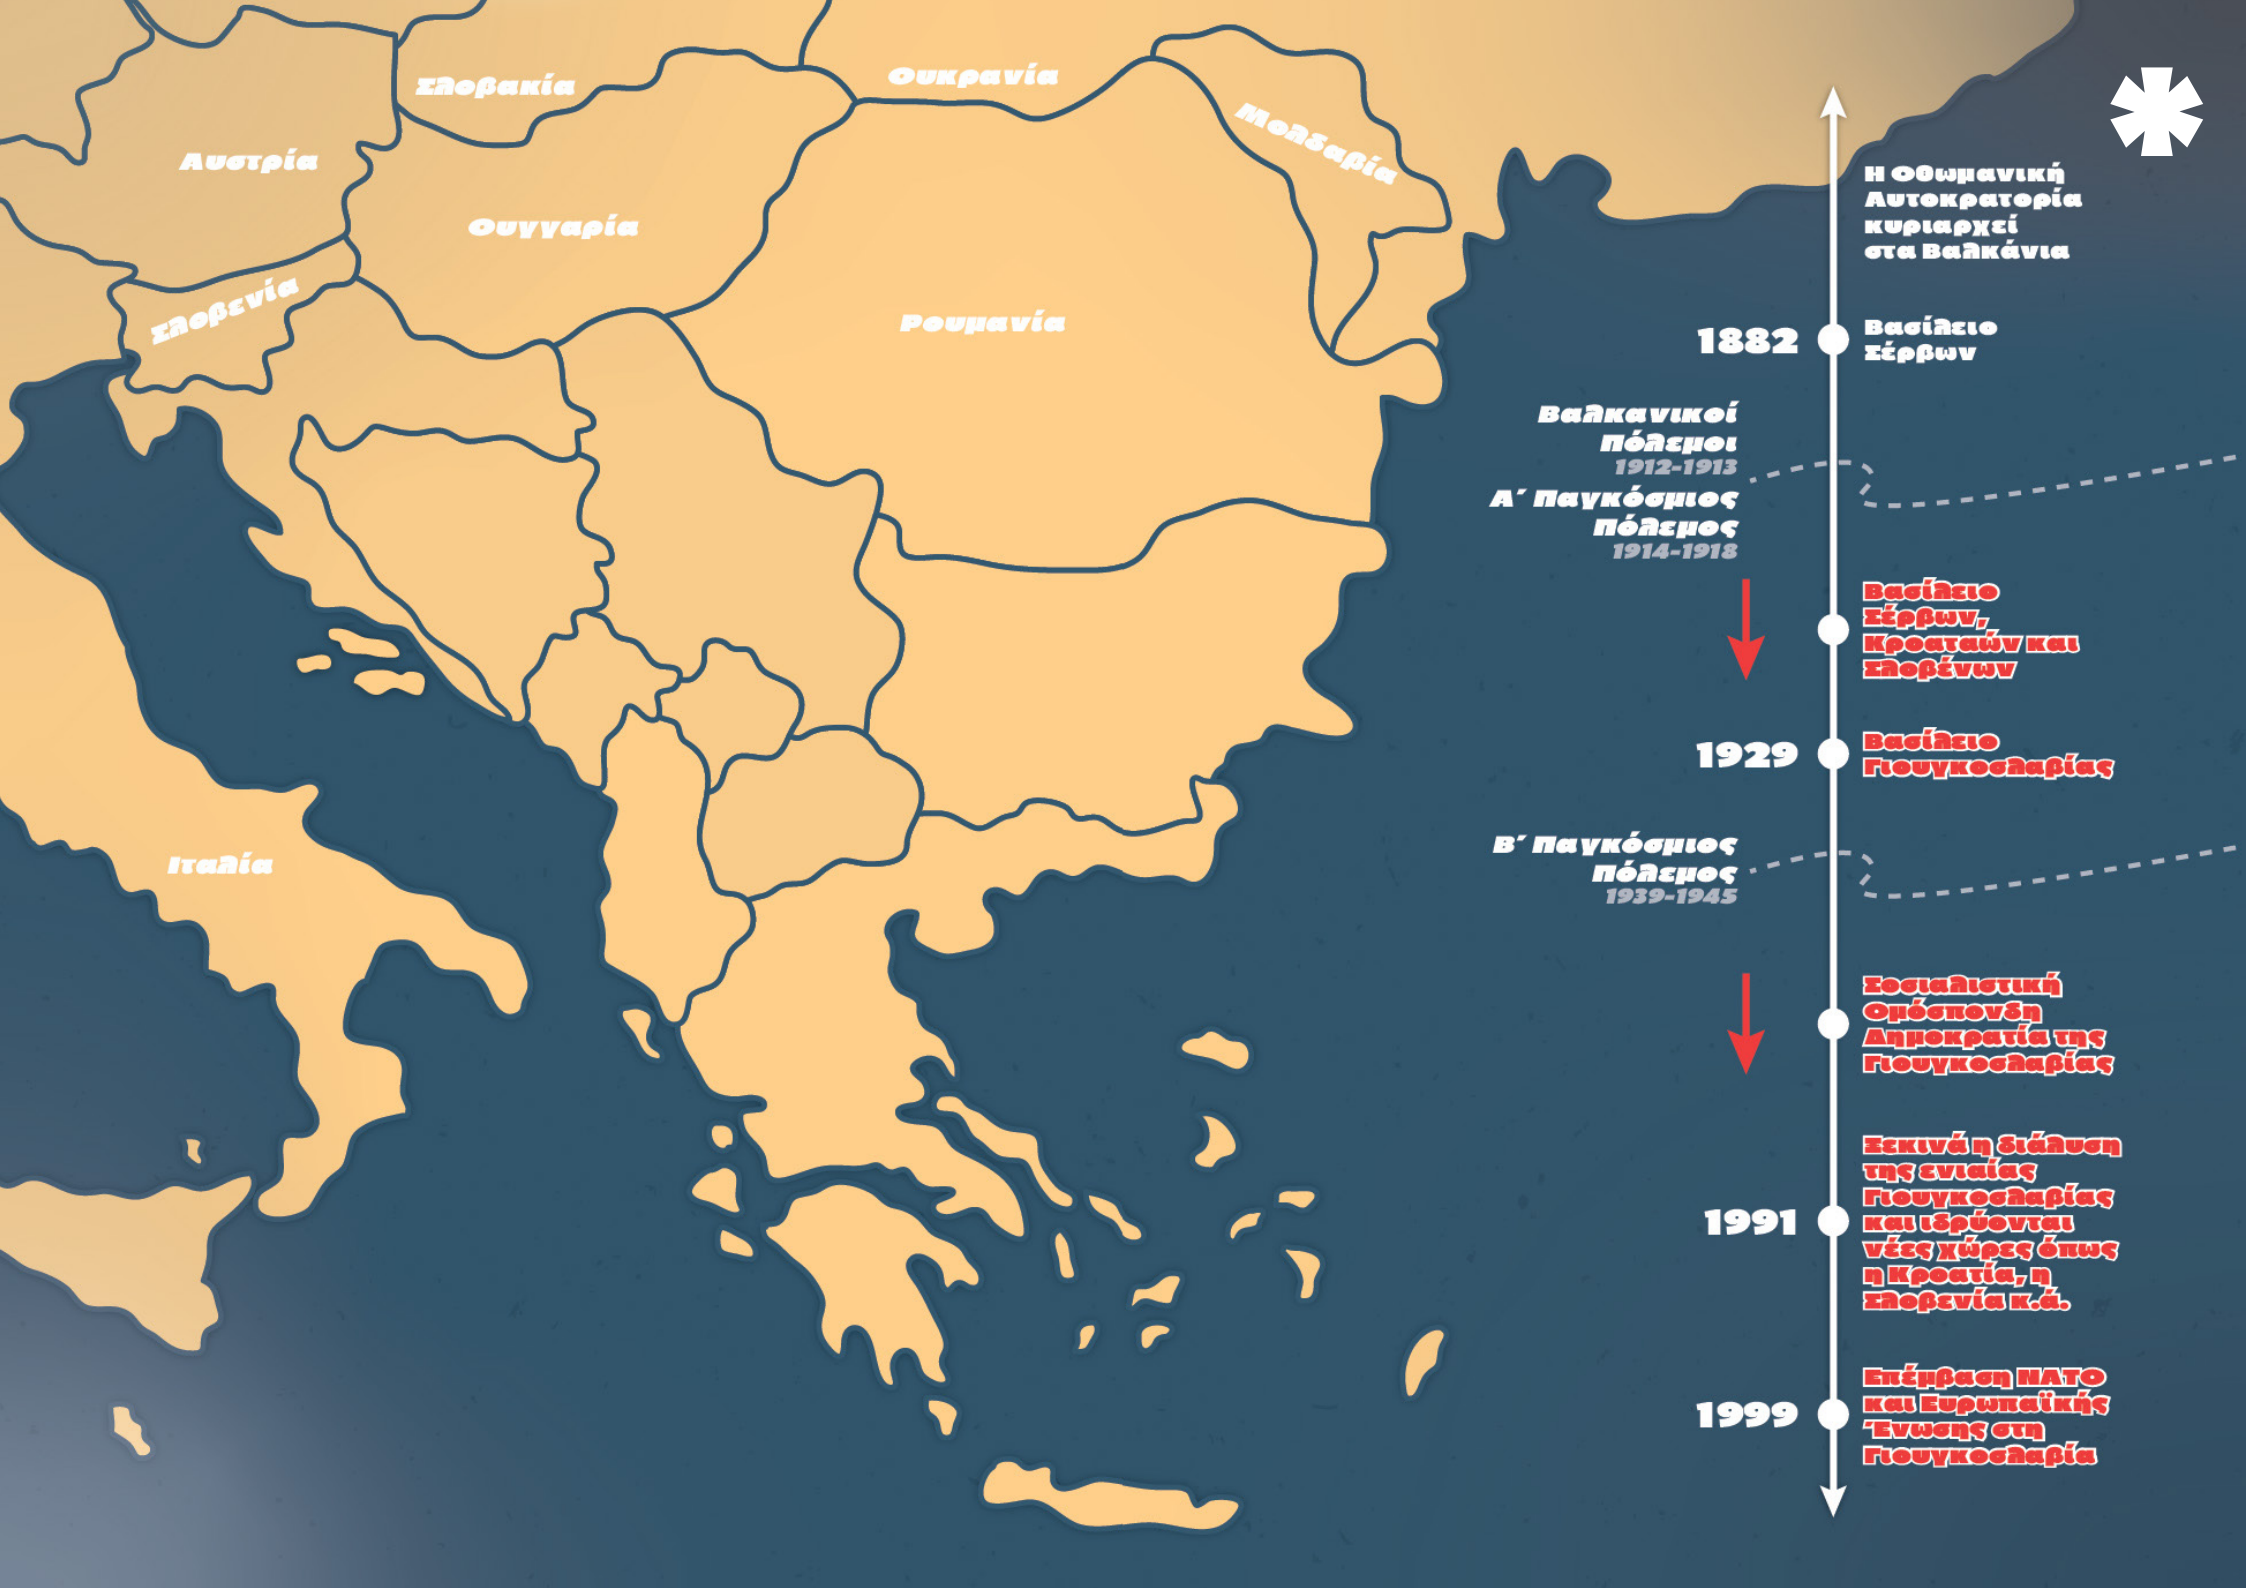 Σλοβακία
Ουκρανία
Μολδαβία
Αυστρία
Ουγγαρία
Σλοβενία
Ρουμανία
Ιταλία
Η Οθωμανική
Αυτοκρατορία
κυριαρχεί
στα Βαλκάνια
1882
Βασίλειο
Σέρβων
Βαλκανικοί
Πόλεμοι
1912-1913
Α΄ Παγκόσμιος
Πόλεμος
1914-1918
Βασίλειο
Σέρβων,
Κροατών και
Σλοβένων
1929
Βασίλειο
Γιουγκοσλαβίας
Β΄ Παγκόσμιος
Πόλεμος
1939-1945
Σοσιαλιστική
Ομόσπονδη
Δημοκρατία της
Γιουγκοσλαβίας
1991
Ξεκινά η διάλυση
της ενιαίας
Γιουγκοσλαβίας
και ιδρύονται
νέες χώρες όπως
η Κροατία, η
Σλοβενία κ.ά.
1999
Επέμβαση ΝΑΤΟ
και Ευρωπαϊκής
Ένωσης στη
Γιουγκοσλαβία